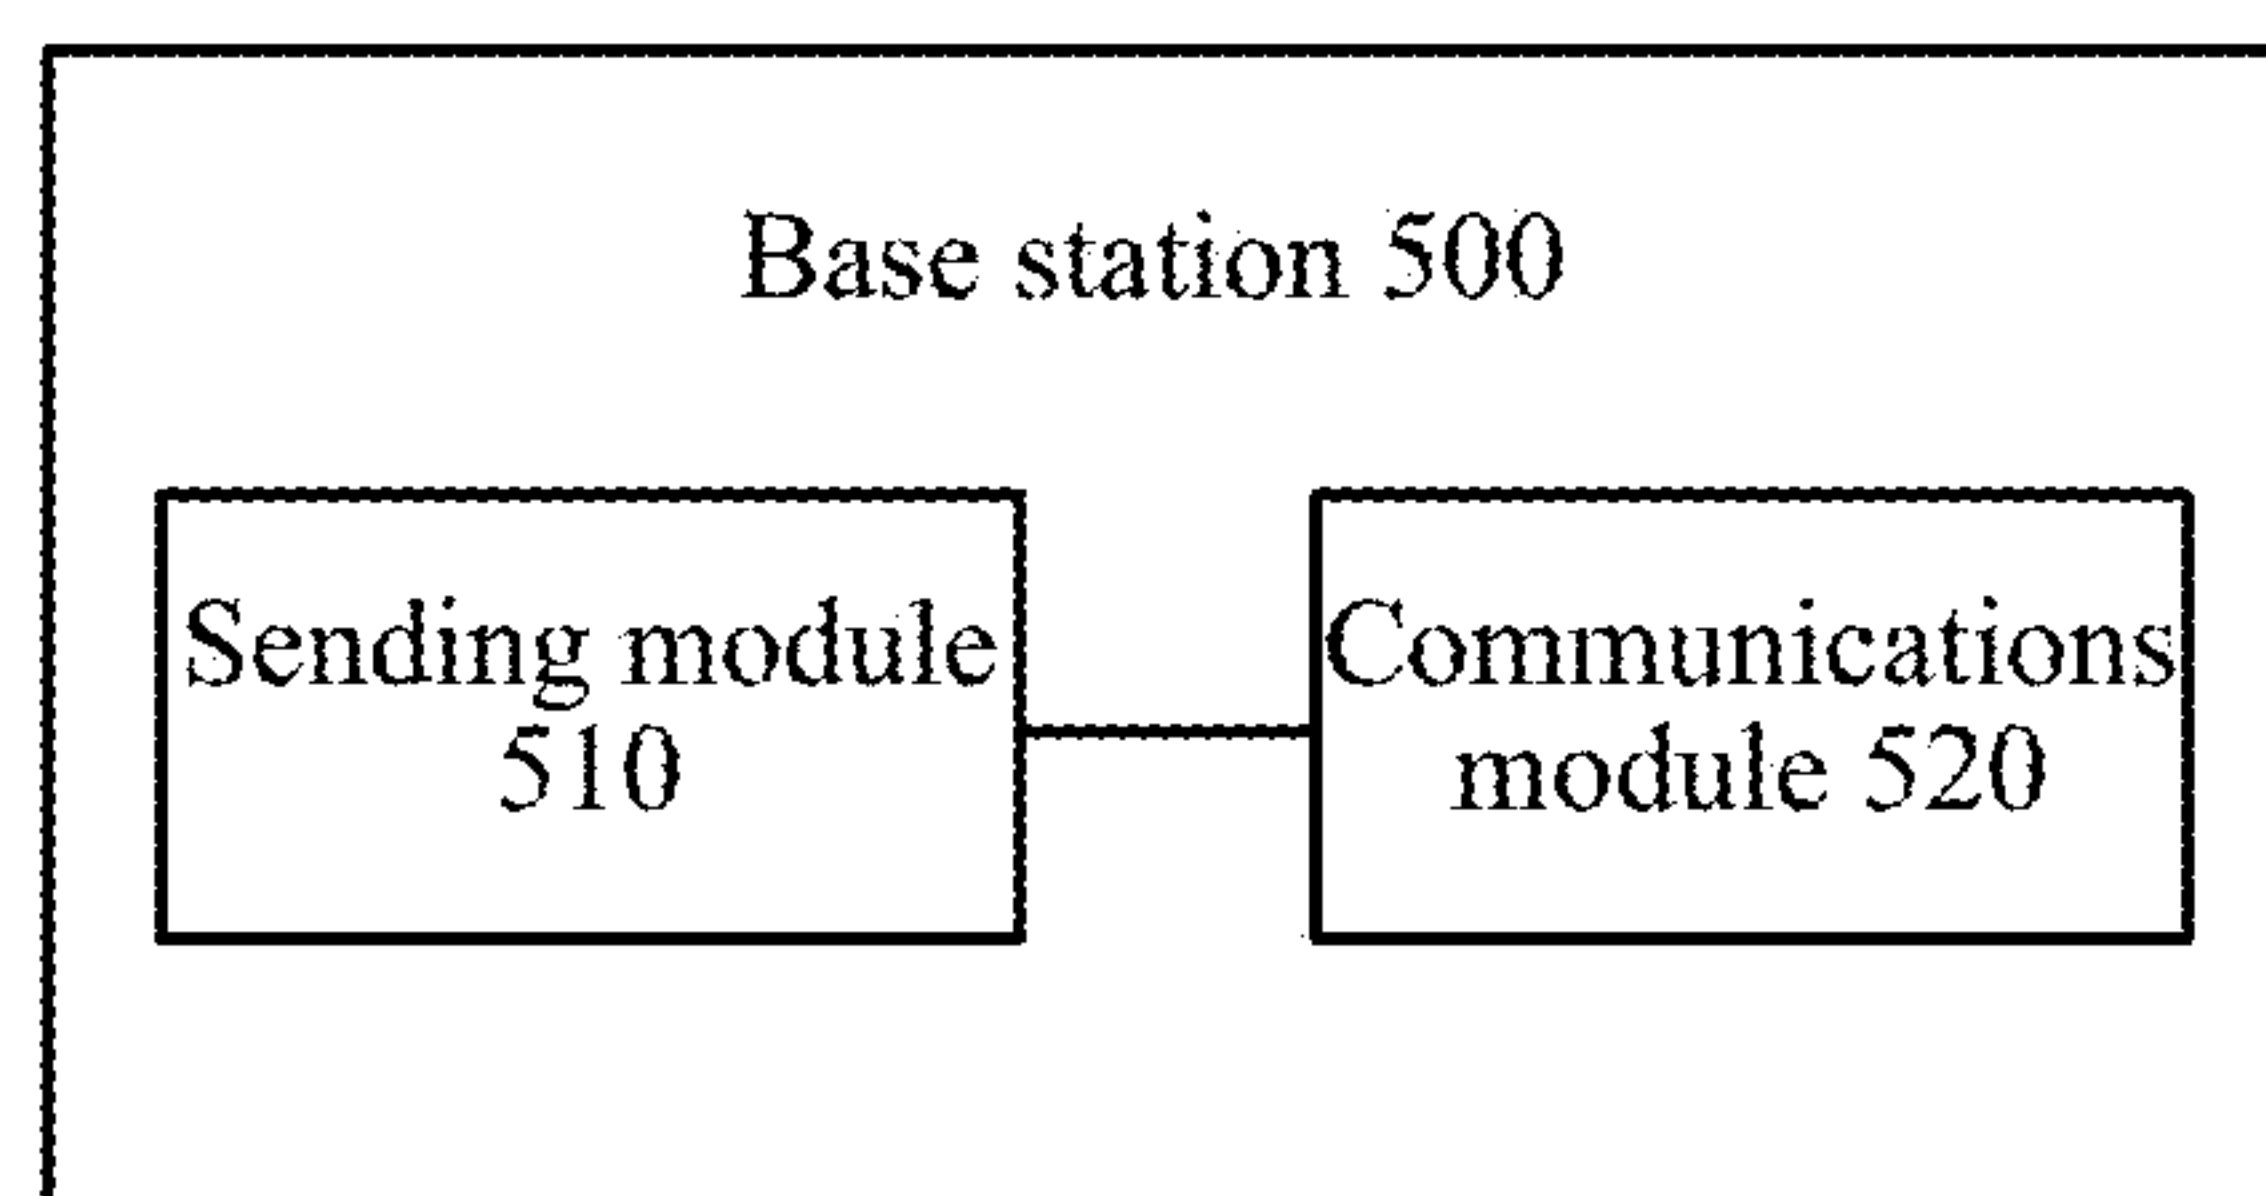 Base station 500
Sending module
510
Communications
module 520